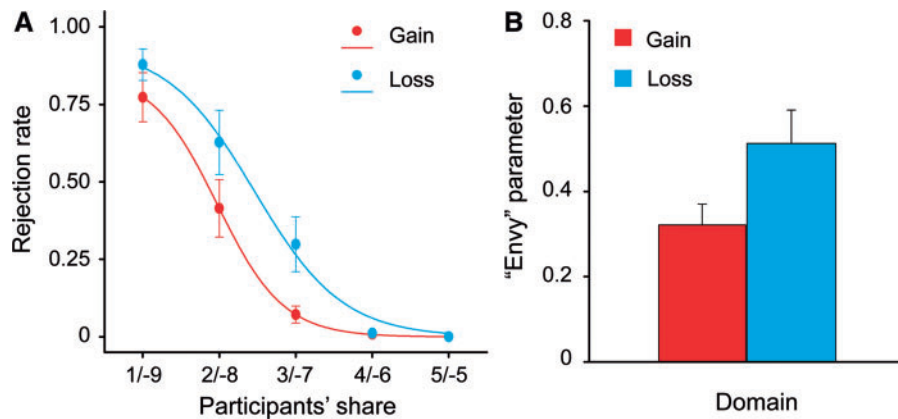 A
Rejection rate
1.00
0.75
0.50
0.25
0
Gain
Loss
1/-9 2/-8 3/-7 4/-6 5/-5
Participants' share
B
"Envy" parameter
0.8
0.6
0.4
0.2
0
Gain
Loss
Domain